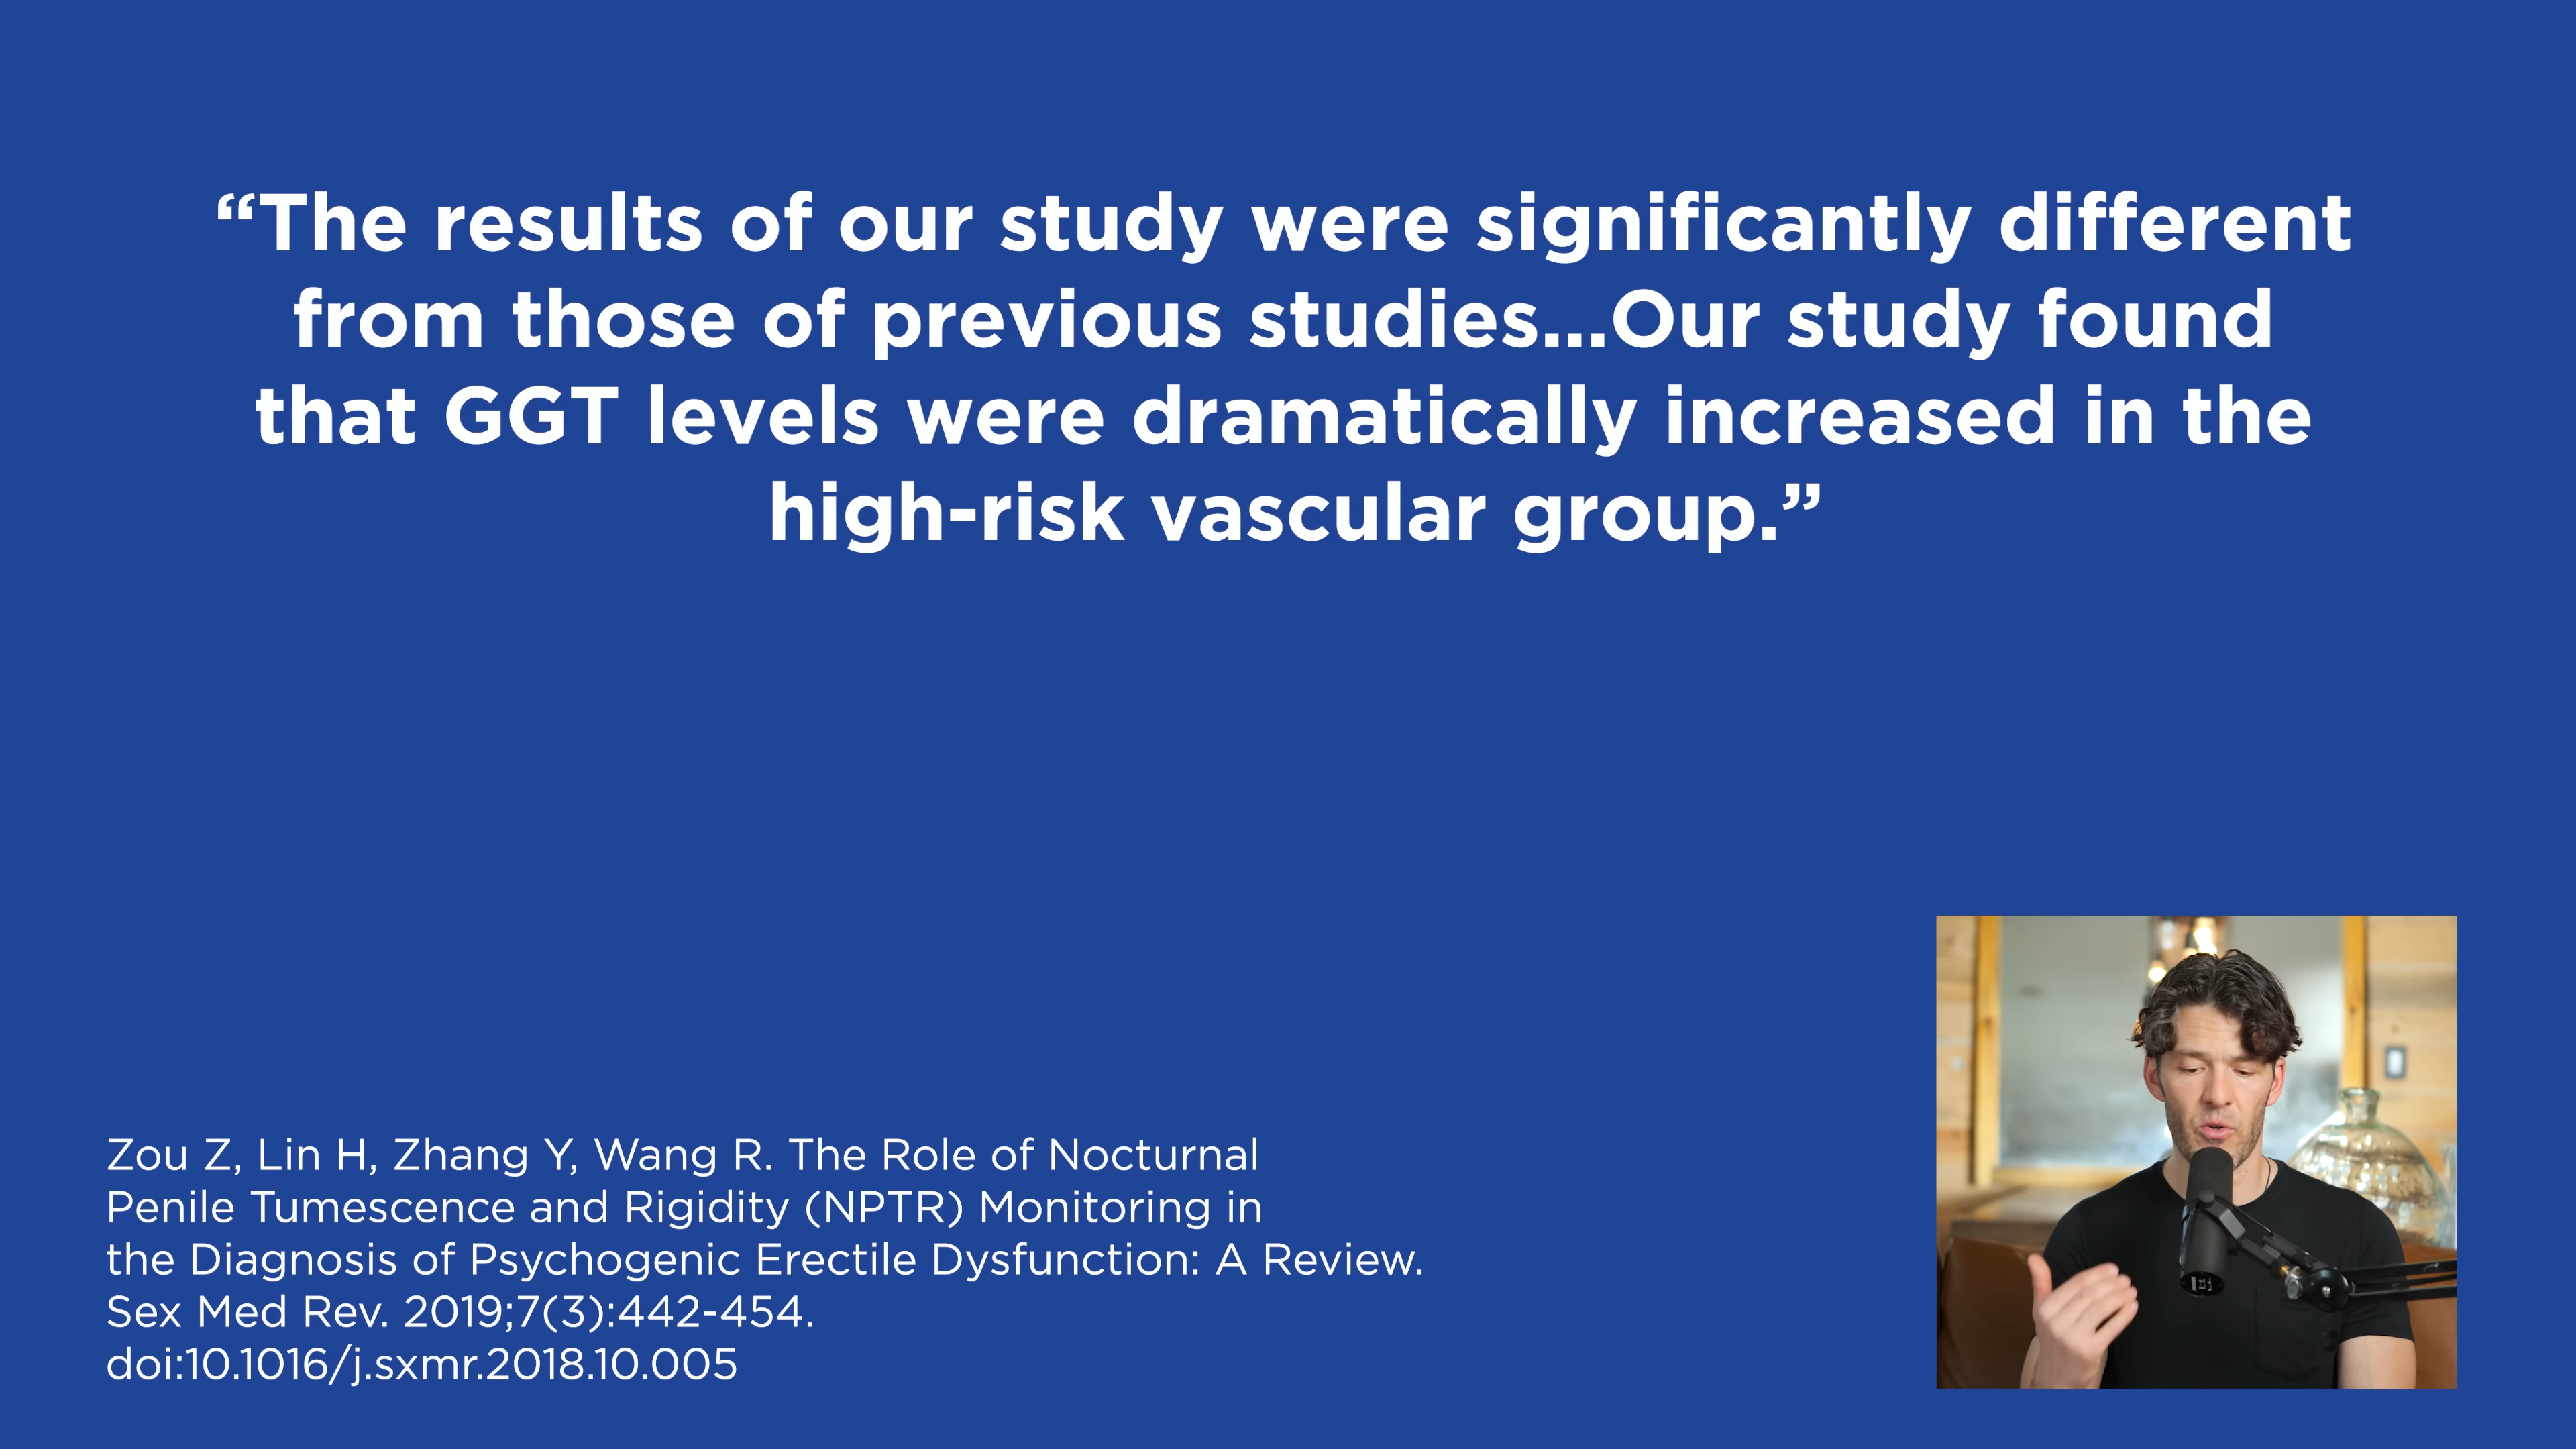 “The results of our study were significantly different
from those of previous studies...Our study found
that GGT levels were dramatically increased in the
high-risk vascular group.”
Zou Z, Lin H, Zhang Y, Wang R. The Role of Nocturnal
Penile Tumescence and Rigidity (NPTR) Monitoring in
the Diagnosis of Psychogenic Erectile Dysfunction: A Review.
Sex Med Rev. 2019;7(3):442-454.
doi:10.1016/j.sxmr.2018.10.005